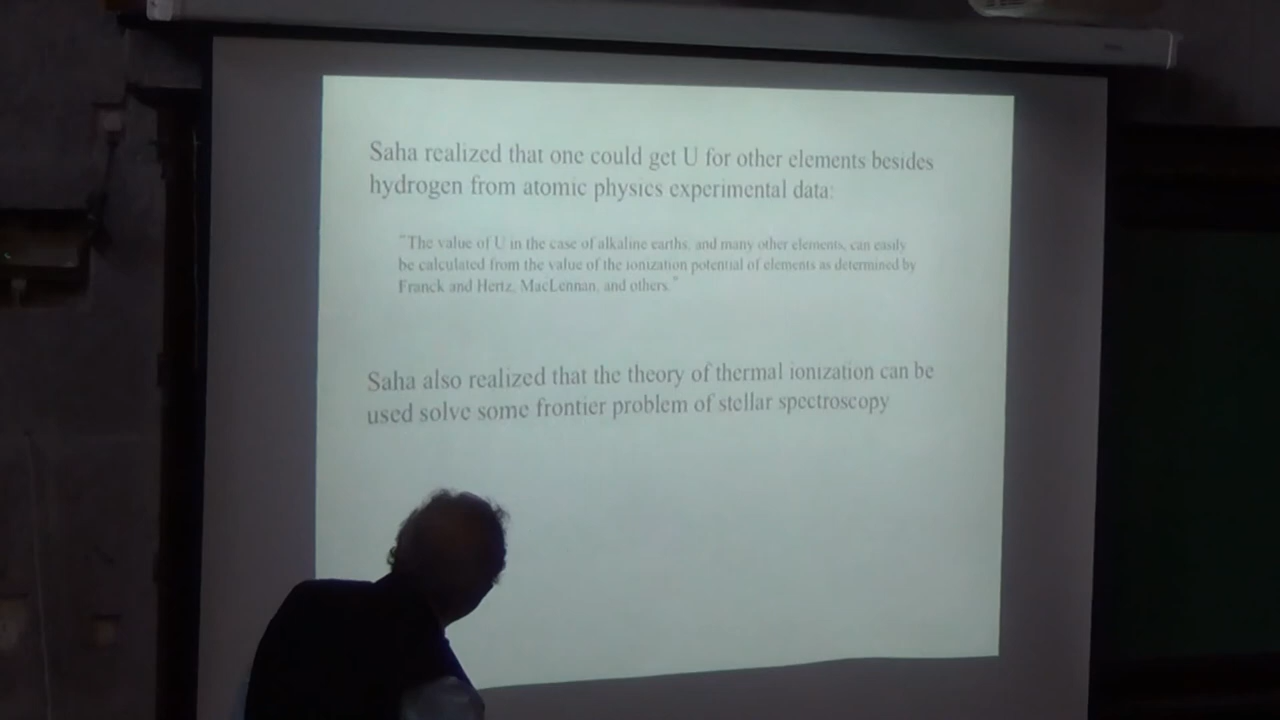 Saha realized that one could get U for other elements besides
hydrogen from atomic physics experimental data:
"The value of U in the case of alkaline earths, and many other elements, can easily
be calculated from the value of the ionization potential of elements as determined by
Franck and Hertz, MacLennan, and others."
Saha also realized that the theory of thermal ionization can be
used solve some frontier problem of stellar spectroscopy